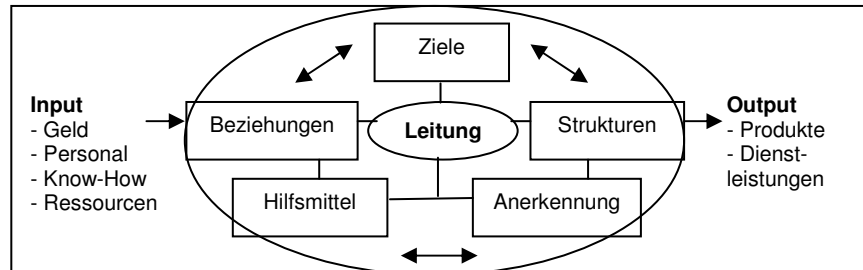 Ziele
Input
- Geld
- Personal
- Know-How
- Ressourcen
Beziehungen
Leitung
Strukturen
Output
- Produkte
- Dienst-
leistungen
Hilfsmittel
Anerkennung